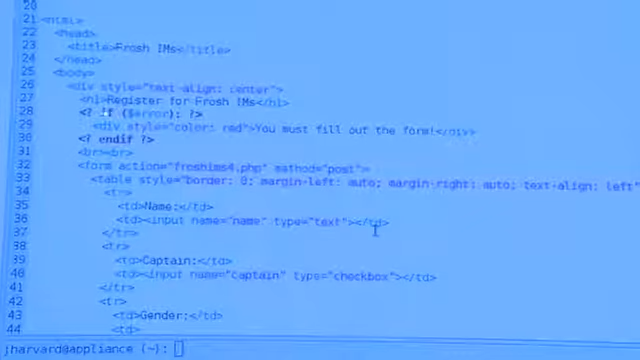 20
21 <html>
22 <head>
23 <title>Frosh IMs</title>
24 </head>
25 <body>
26 <div style="text-align: center">
27 <h1>Register for Frosh IMs</h1>
28 <? if ($error): ?>
29 <div style="color: red">You must fill out the form!</div>
30 <? endif ?>
31 <br><br>
32 <form action="froshims4.php" method="post">
33 <table style="border: 0; margin-left: auto; margin-right: auto; text-align: left"
34 <tr>
35 <td>Name:</td>
36 <td><input name="name" type="text"></td>
37 </tr>
38 <tr>
39 <td>Captain:</td>
40 <td><input name="captain" type="checkbox"></td>
41 </tr>
42 <tr>
43 <td>Gender:</td>
44 <td>
jharvard@appliance (~):